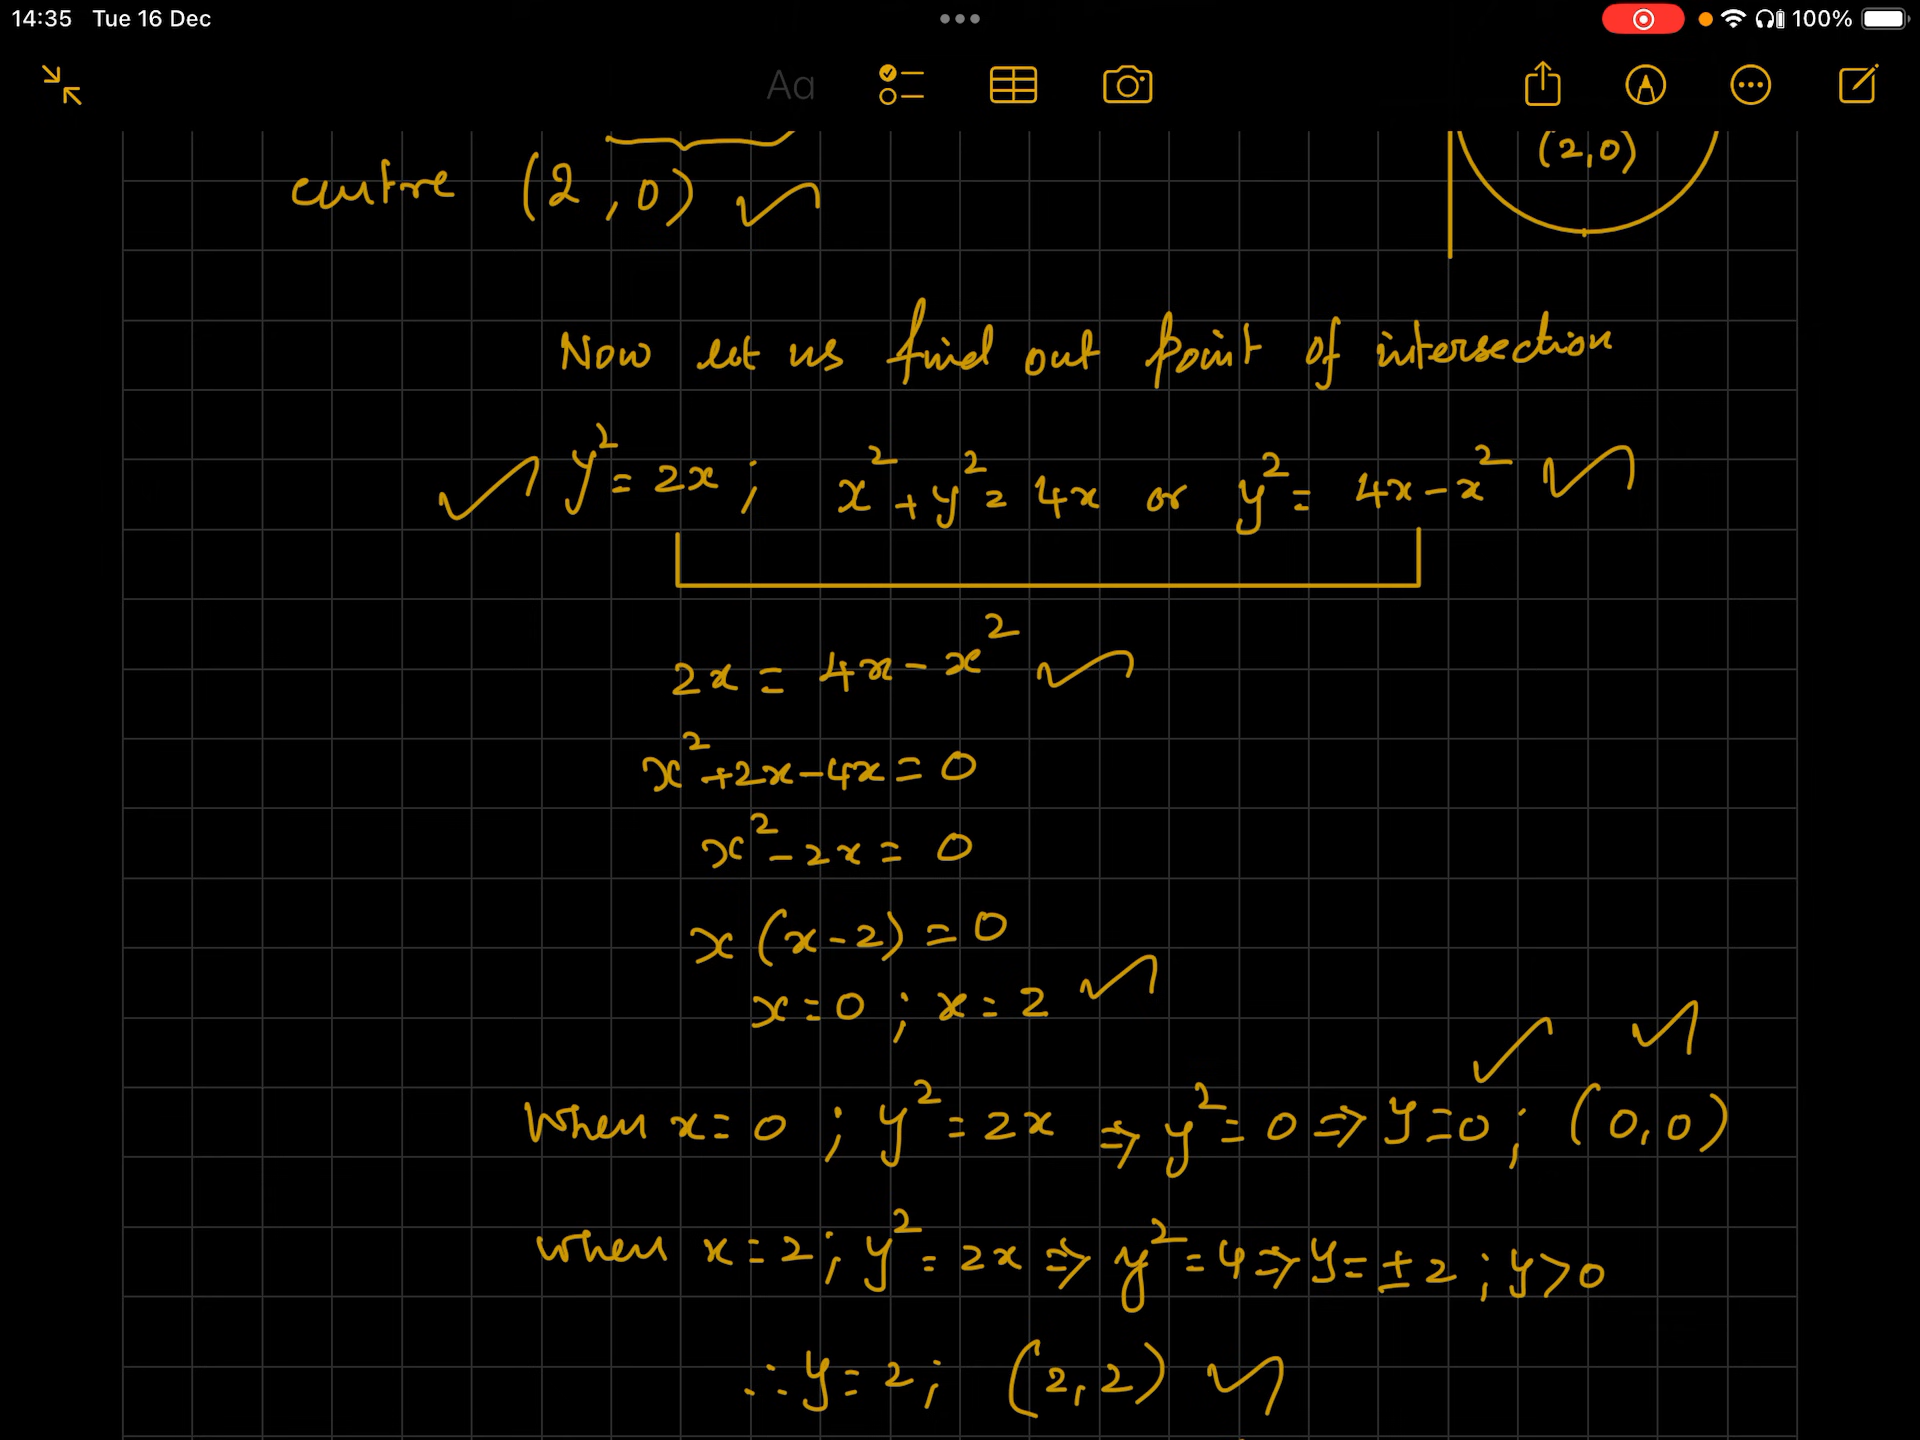 14:35 Tue 16 Dec
100%
Aa
(2,0)
centre (2,0)
Now let us find out point of intersection
y² = 2x; x² + y² = 4x or y² = 4x - x²
2x = 4x - x²
x² + 2x - 4x = 0
x² - 2x = 0
x(x-2) = 0
x = 0 ; x = 2
When x = 0 ; y² = 2x ⇒ y² = 0 ⇒ y = 0 ; (0,0)
when x = 2 ; y² = 2x ⇒ y² = 4 ⇒ y = ±2 ; y > 0
∴ y = 2 ; (2,2)